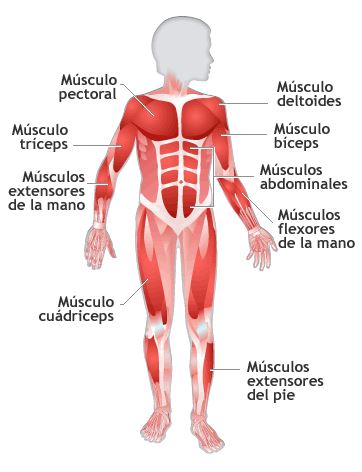 Músculo
pectoral
Músculo
deltoides
Músculo
tríceps
Músculo
bíceps
Músculos
abdominales
Músculos
extensores
de la mano
Músculos
flexores
de la mano
Músculo
cuádriceps
Músculos
extensores
del pie